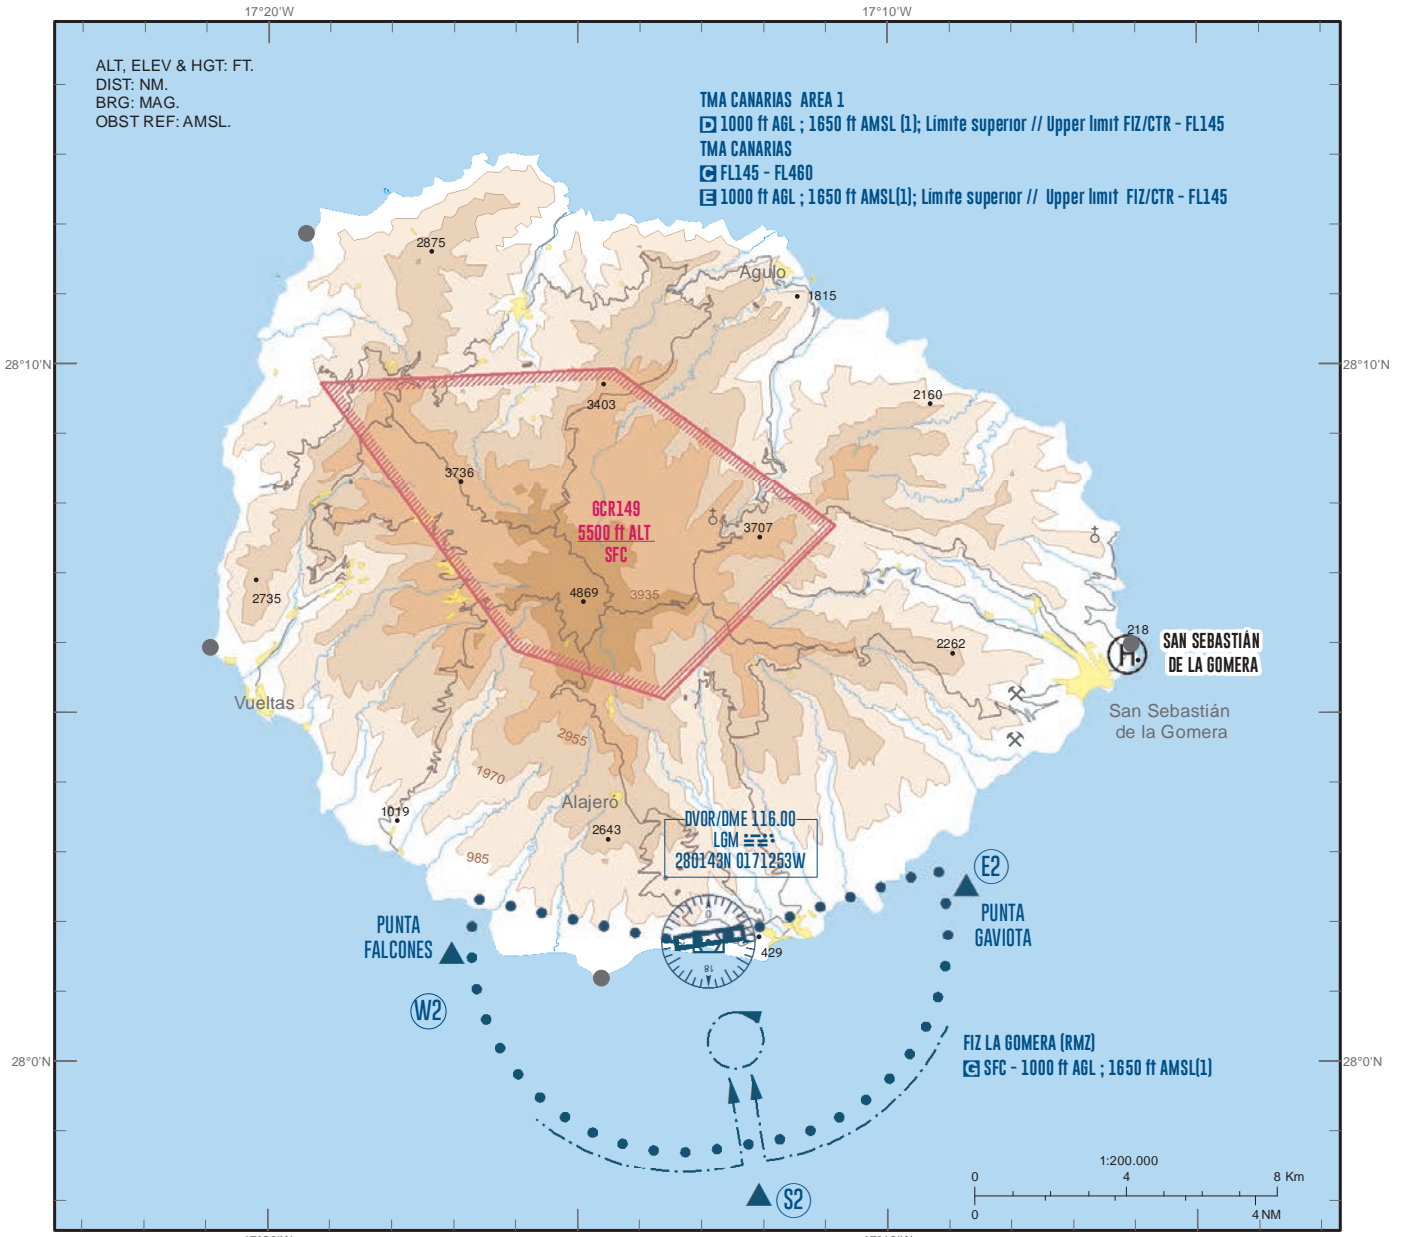 17°20'W
17°10'W
ALT, ELEV & HGT: FT.
DIST: NM.
BRG: MAG.
OBST REF: AMSL.
TMA CANARIAS AREA 1
D 1000 ft AGL ; 1650 ft AMSL (1); Límite superior // Upper limit FIZ/CTR - FL145
TMA CANARIAS
C FL145 - FL460
E 1000 ft AGL ; 1650 ft AMSL(1); Límite superior // Upper limit FIZ/CTR - FL145
2875
Agulo
1815
28°10'N
28°10'N
3403
2160
3736
GCR149
5500 ft ALT
SFC
3707
4869
3935
2735
218
H
SAN SEBASTIÁN
DE LA GOMERA
2262
Vueltas
San Sebastián
de la Gomera
2955
1970
Alajeró
1019
2643
985
DVOR/DME 116.00
LGM
280143N 0171253W
E2
PUNTA
GAVIOTA
PUNTA
FALCONES
0
18
429
W2
FIZ LA GOMERA (RMZ)
G SFC - 1000 ft AGL ; 1650 ft AMSL(1)
28°0'N
28°0'N
1:200.000
0 4 8 Km
0 4 NM
S2